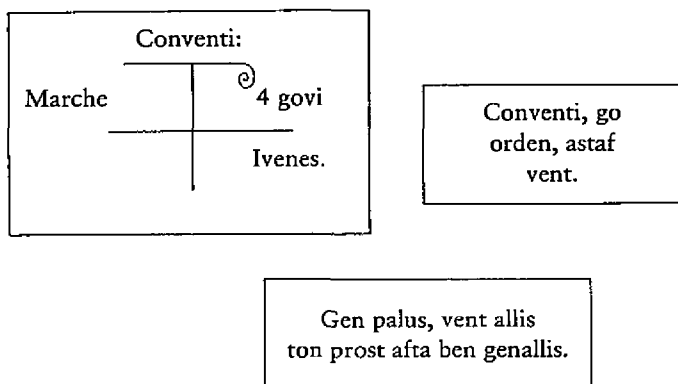 Conventi:
Marche
4 govi
Ivenes.
Conventi, go
orden, astaf
vent.
Gen palus, vent allis
ton prost afta ben genallis.